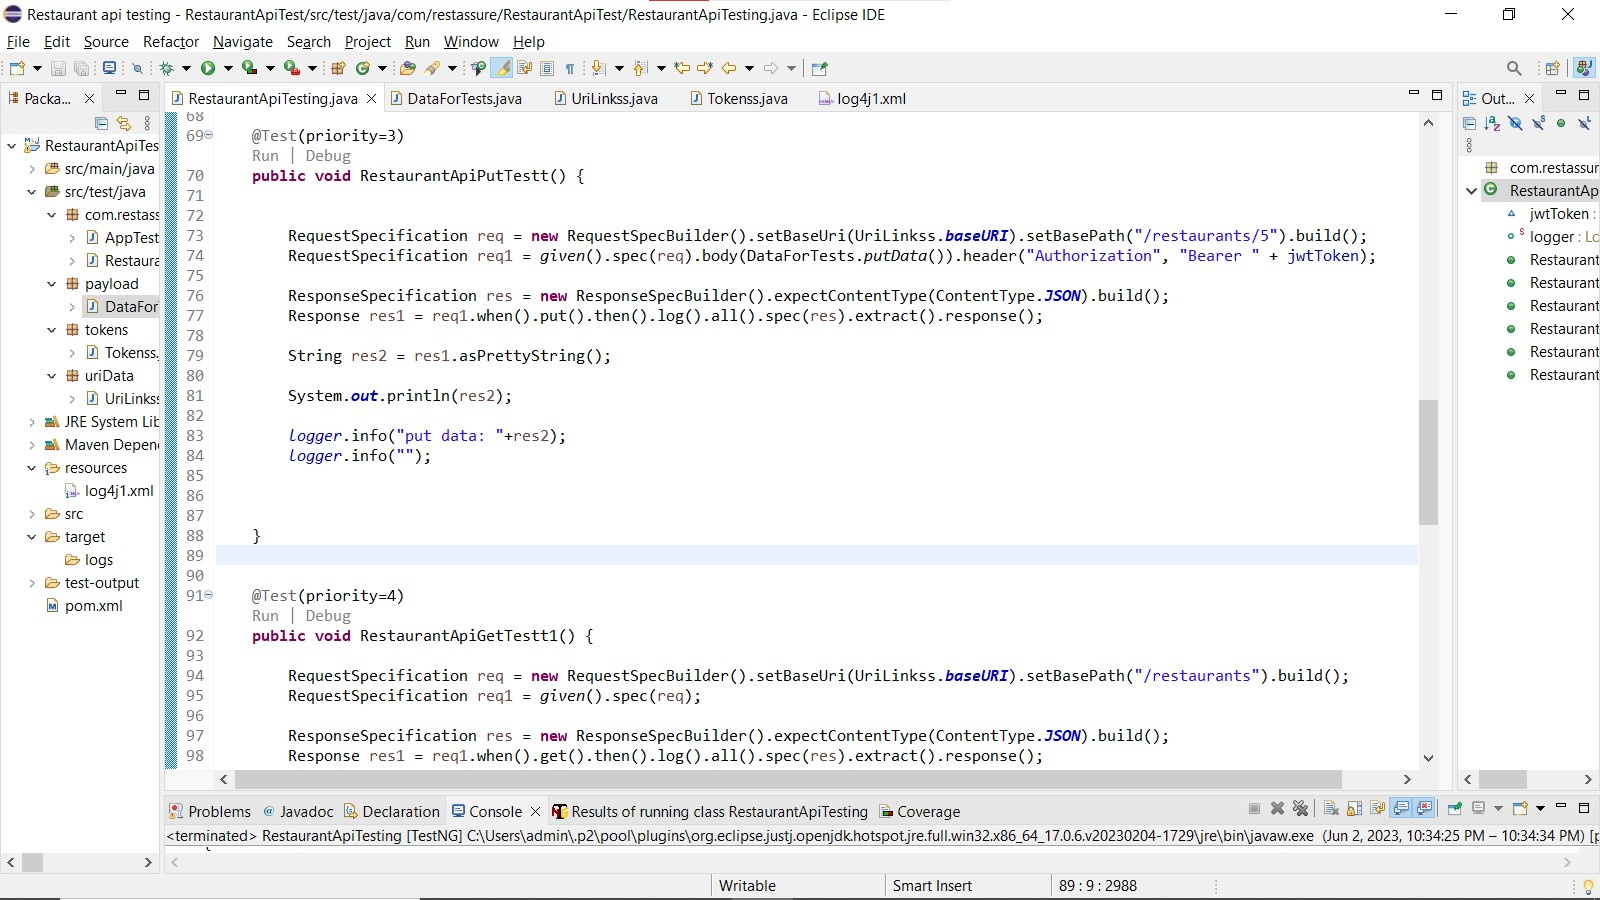 Restaurant api testing - RestaurantApiTest/src/test/java/com/restassure/RestaurantApiTest/RestaurantApiTesting.java - Eclipse IDE
File Edit Source Refactor Navigate Search Project Run Window Help
Packa...
RestaurantApiTesting.java DataForTests.java UriLinkss.java Tokenss.java log4j1.xml
Out...
RestaurantApiTes
src/main/java
src/test/java
com.restass
AppTest
Restaura
payload
DataFor
tokens
Tokenss.
uriData
UriLinkss
JRE System Lib
Maven Depen
resources
log4j1.xml
src
target
logs
test-output
pom.xml
68
69 @Test(priority=3)
Run | Debug
70 public void RestaurantApiPutTestt() {
71
72
73 RequestSpecification req = new RequestSpecBuilder().setBaseUri(UriLinkss.baseURI).setBasePath("/restaurants/5").build();
74 RequestSpecification req1 = given().spec(req).body(DataForTests.putData()).header("Authorization", "Bearer " + jwtToken);
75
76 ResponseSpecification res = new ResponseSpecBuilder().expectContentType(ContentType.JSON).build();
77 Response res1 = req1.when().put().then().log().all().spec(res).extract().response();
78
79 String res2 = res1.asPrettyString();
80
81 System.out.println(res2);
82
83 logger.info("put data: "+res2);
84 logger.info("");
85
86
87
88 }
89
90
91 @Test(priority=4)
Run | Debug
92 public void RestaurantApiGetTestt1() {
93
94 RequestSpecification req = new RequestSpecBuilder().setBaseUri(UriLinkss.baseURI).setBasePath("/restaurants").build();
95 RequestSpecification req1 = given().spec(req);
96
97 ResponseSpecification res = new ResponseSpecBuilder().expectContentType(ContentType.JSON).build();
98 Response res1 = req1.when().get().then().log().all().spec(res).extract().response();
com.restassur
RestaurantAp
jwtToken :
logger : Lo
Restaurant
Restaurant
Restaurant
Restaurant
Restaurant
Restaurant
Problems Javadoc Declaration Console Results of running class RestaurantApiTesting Coverage
<terminated> RestaurantApiTesting [TestNG] C:\Users\admin\.p2\pool\plugins\org.eclipse.justj.openjdk.hotspot.jre.full.win32.x86_64_17.0.6.v20230204-1729\jre\bin\javaw.exe (Jun 2, 2023, 10:34:25 PM – 10:34:34 PM) [p
Writable Smart Insert 89 : 9 : 2988